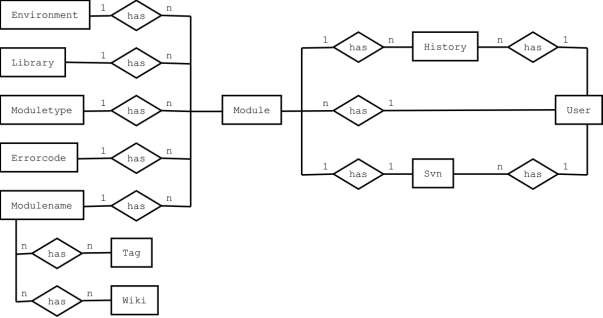 Environment 1 has n
Library 1 has n
Moduletype 1 has n
Errorcode 1 has n
Modulename 1 has n
n has n Tag
n has n Wiki
Module
1 has n History n has 1
n has 1 User
1 has 1 Svn n has 1